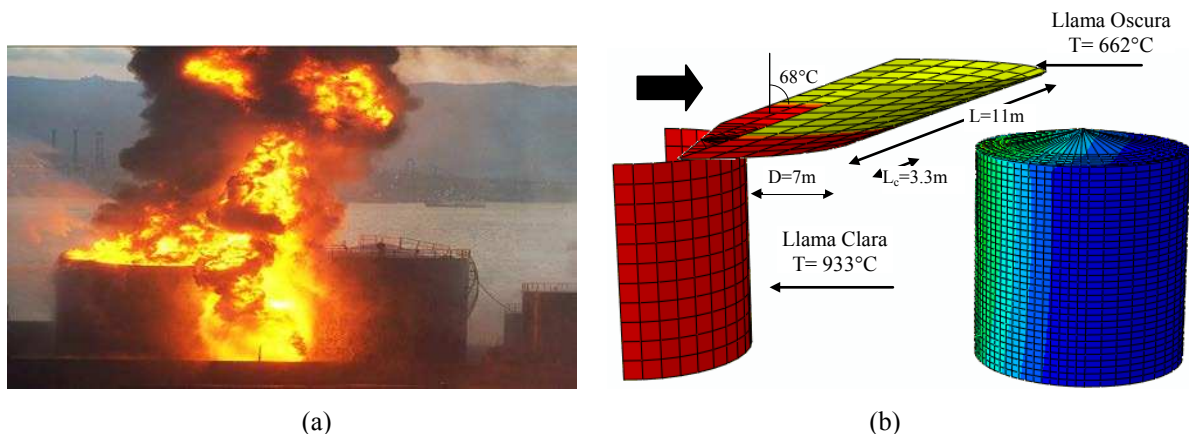 Llama Oscura
T= 662°C
68°C
L=11m
D=7m
Lc=3.3m
Llama Clara
T= 933°C
(a)
(b)